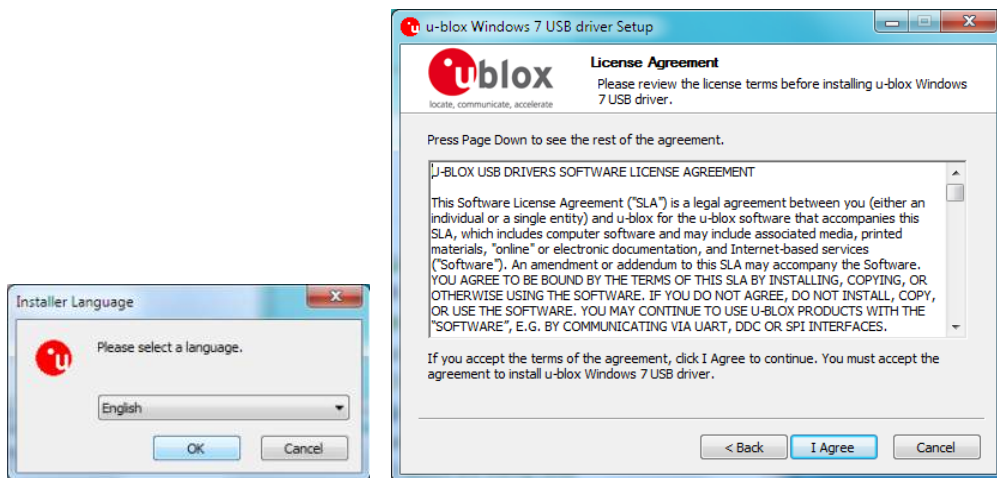 Installer Language
Please select a language.
English
OK Cancel
u-blox Windows 7 USB driver Setup
ublox
locate, communicate, accelerate
License Agreement
Please review the license terms before installing u-blox Windows
7 USB driver.
Press Page Down to see the rest of the agreement.
U-BLOX USB DRIVERS SOFTWARE LICENSE AGREEMENT
This Software License Agreement ("SLA") is a legal agreement between you (either an
individual or a single entity) and u-blox for the u-blox software that accompanies this
SLA, which includes computer software and may include associated media, printed
materials, "online" or electronic documentation, and Internet-based services
("Software"). An amendment or addendum to this SLA may accompany the Software.
YOU AGREE TO BE BOUND BY THE TERMS OF THIS SLA BY INSTALLING, COPYING, OR
OTHERWISE USING THE SOFTWARE. IF YOU DO NOT AGREE, DO NOT INSTALL, COPY,
OR USE THE SOFTWARE. YOU MAY CONTINUE TO USE U-BLOX PRODUCTS WITH THE
"SOFTWARE", E.G. BY COMMUNICATING VIA UART, DDC OR SPI INTERFACES.
If you accept the terms of the agreement, click I Agree to continue. You must accept the
agreement to install u-blox Windows 7 USB driver.
< Back I Agree Cancel